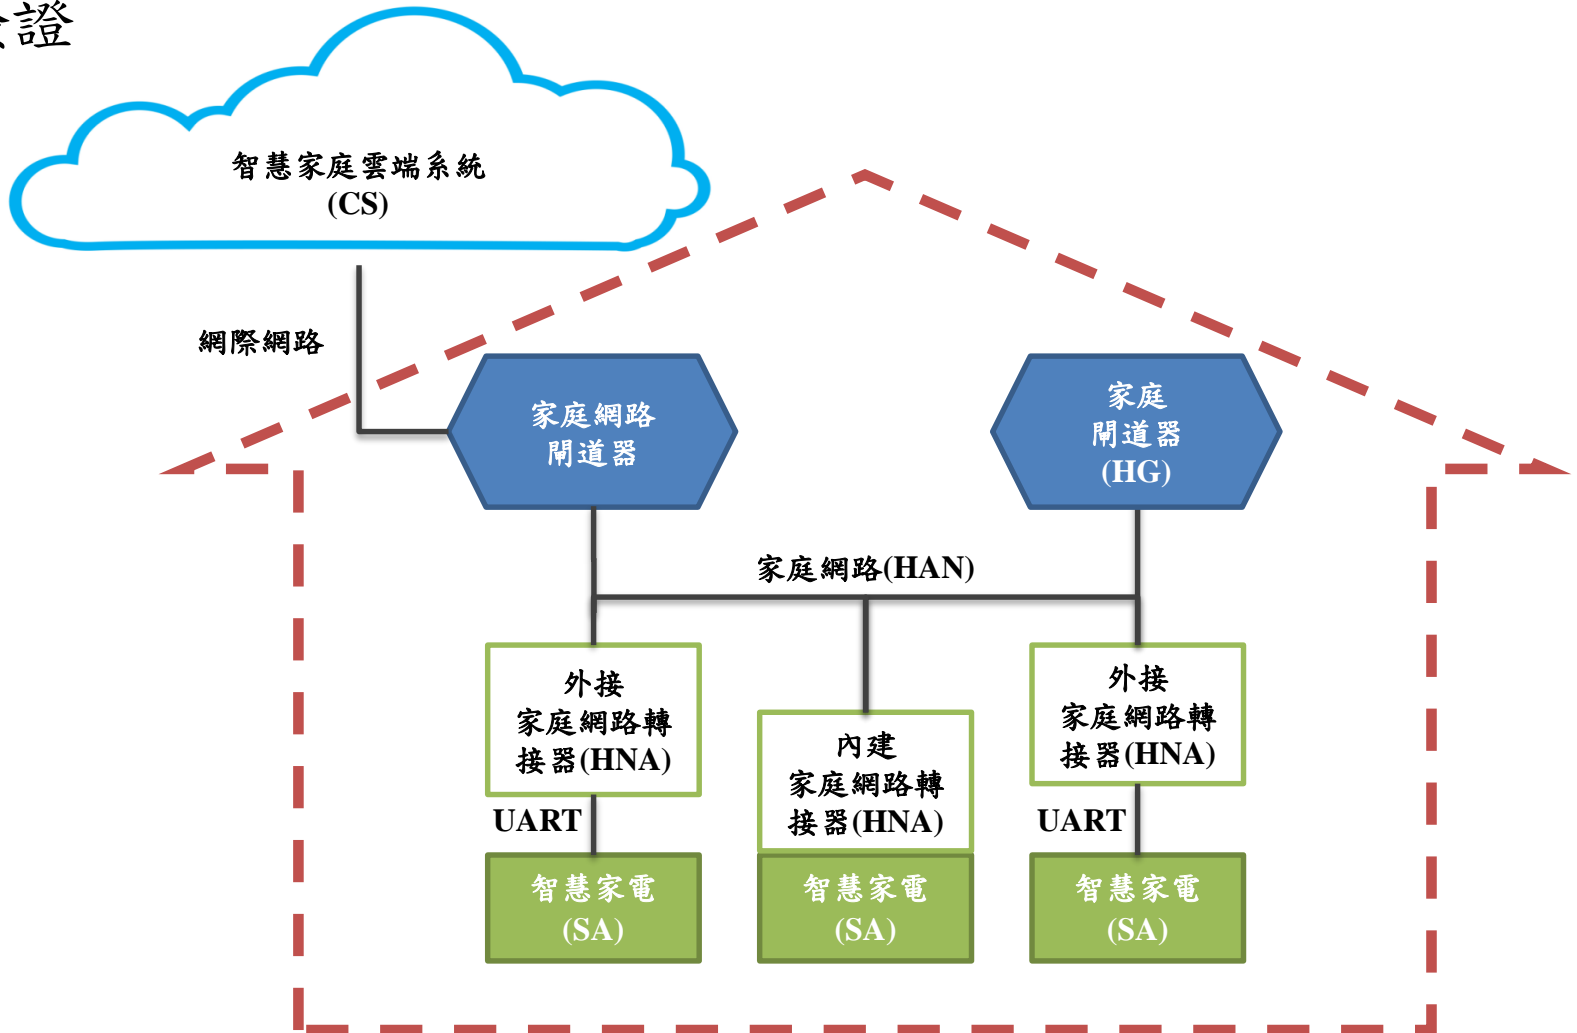 證
智慧家庭雲端系統
(CS)
網際網路
家庭網路
閘道器
家庭
閘道器
(HG)
家庭網路(HAN)
外接
家庭網路轉
接器(HNA)
內建
家庭網路轉
接器(HNA)
外接
家庭網路轉
接器(HNA)
UART
UART
智慧家電
(SA)
智慧家電
(SA)
智慧家電
(SA)